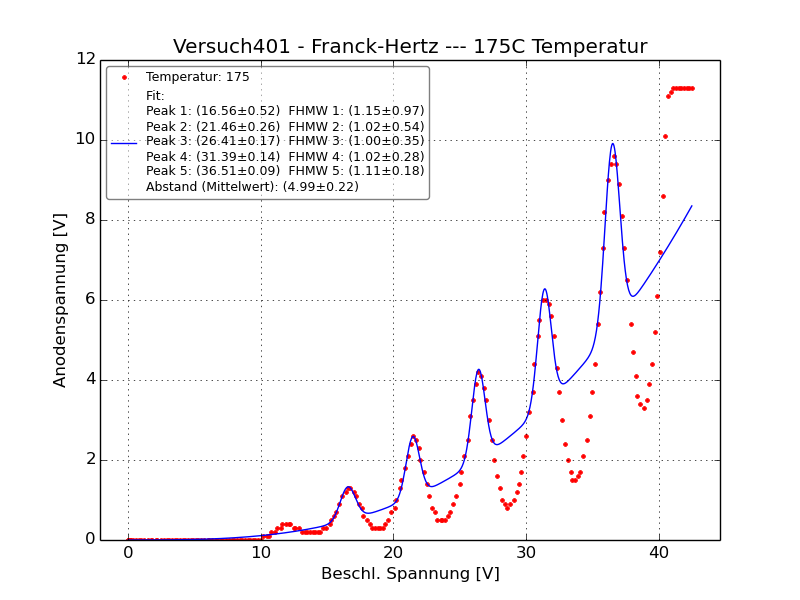 Versuch401 - Franck-Hertz --- 175C Temperatur
Temperatur: 175
Fit:
Peak 1: (16.56±0.52)  FHMW 1: (1.15±0.97)
Peak 2: (21.46±0.26)  FHMW 2: (1.02±0.54)
Peak 3: (26.41±0.17)  FHMW 3: (1.00±0.35)
Peak 4: (31.39±0.14)  FHMW 4: (1.02±0.28)
Peak 5: (36.51±0.09)  FHMW 5: (1.11±0.18)
Abstand (Mittelwert): (4.99±0.22)
12
10
8
6
4
2
0
Anodenspannung [V]
0 10 20 30 40
Beschl. Spannung [V]